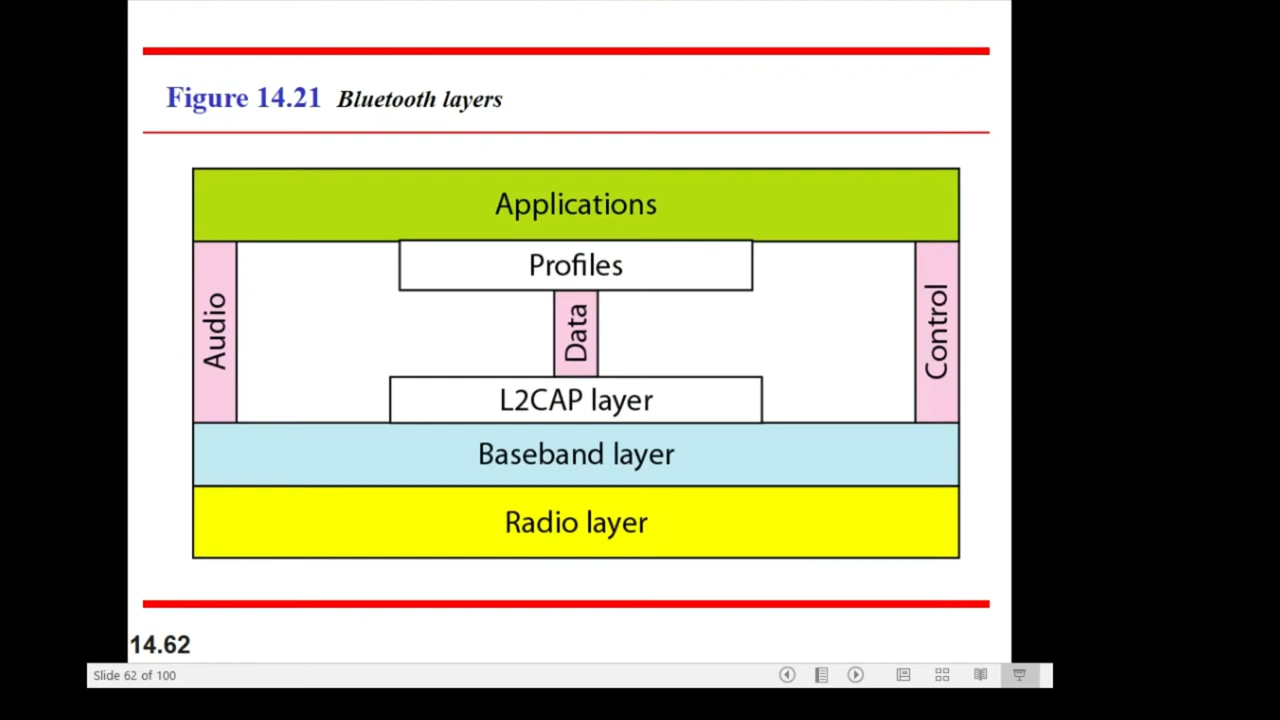 Figure 14.21 Bluetooth layers
Applications
Profiles
Audio
Data
Control
L2CAP layer
Baseband layer
Radio layer
14.62
Slide 62 of 100